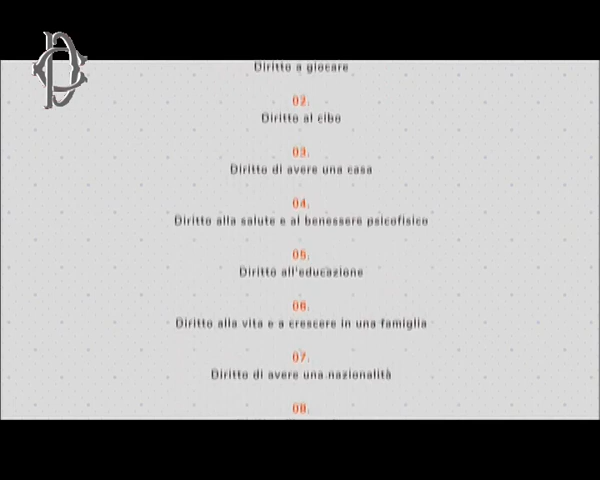 Diritto a giocare
02.
Diritto al cibo
03.
Diritto di avere una casa
04.
Diritto alla salute e al benessere psicofisico
05.
Diritto all'educazione
06.
Diritto alla vita e a crescere in una famiglia
07.
Diritto di avere una nazionalità
08.